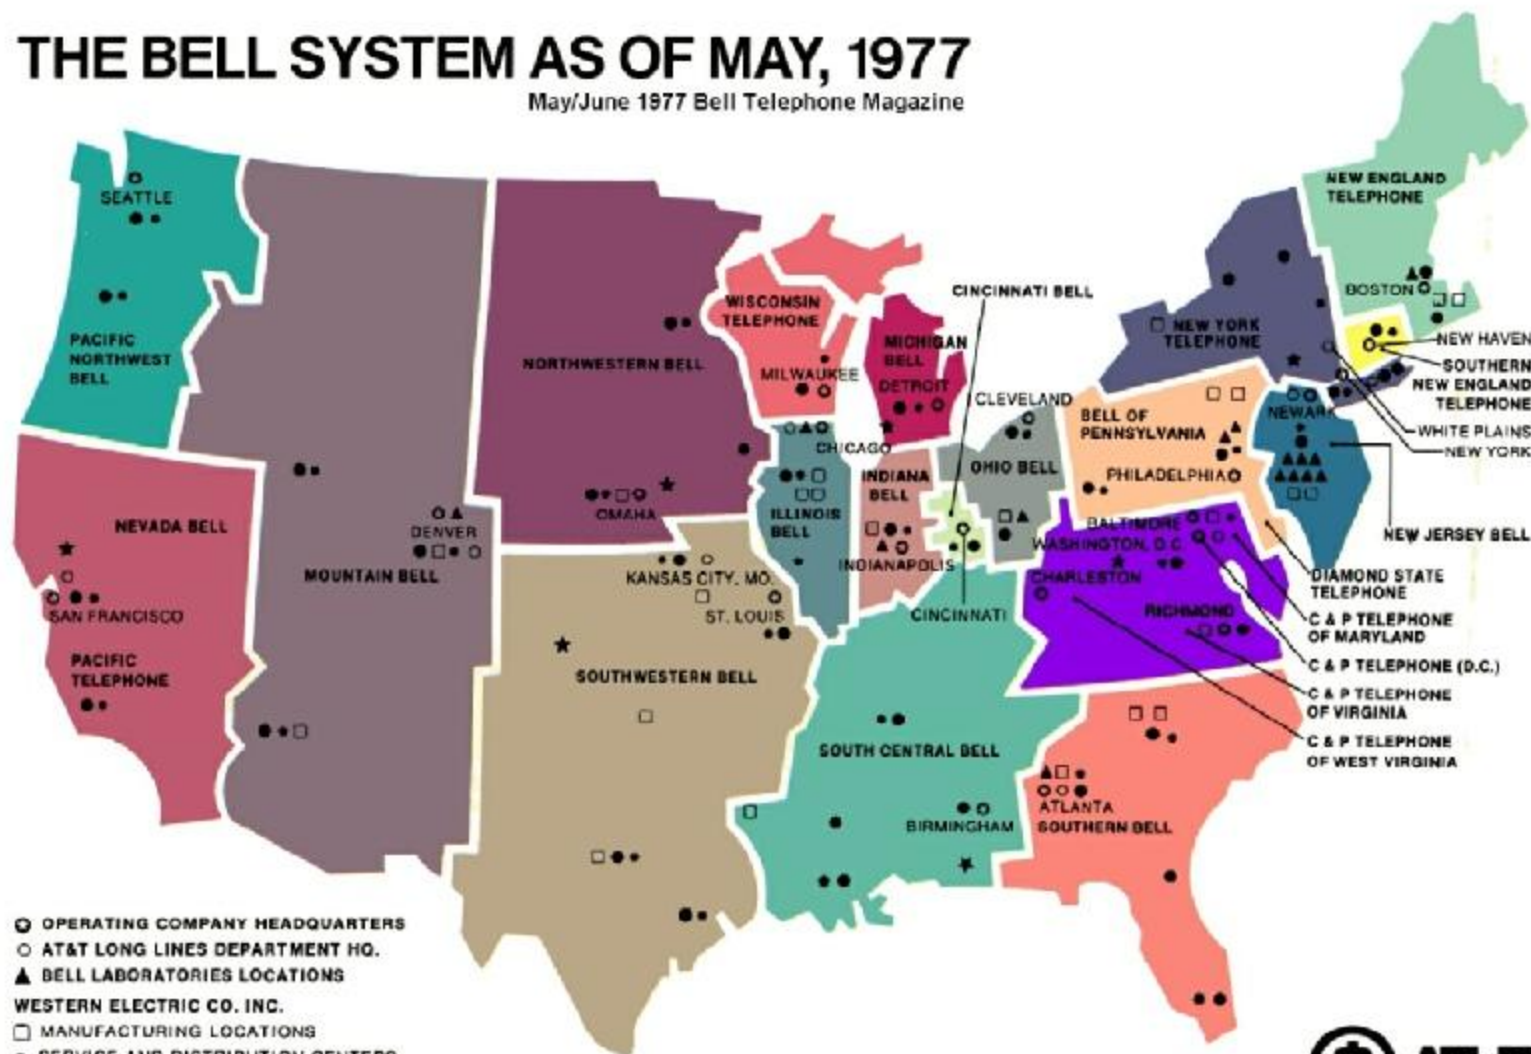 THE BELL SYSTEM AS OF MAY, 1977
May/June 1977 Bell Telephone Magazine
SEATTLE
PACIFIC
NORTHWEST
BELL
NEVADA BELL
SAN FRANCISCO
PACIFIC
TELEPHONE
DENVER
MOUNTAIN BELL
NORTHWESTERN BELL
OMAHA
KANSAS CITY. MO.
ST. LOUIS
SOUTHWESTERN BELL
WISCONSIN
TELEPHONE
MILWAUKEE
MICHIGAN
BELL
DETROIT
CHICAGO
ILLINOIS
BELL
INDIANA
BELL
INDIANAPOLIS
CINCINNATI BELL
CLEVELAND
OHIO BELL
CINCINNATI
SOUTH CENTRAL BELL
BIRMINGHAM
ATLANTA
SOUTHERN BELL
BELL OF
PENNSYLVANIA
PHILADELPHIA
BALTIMORE
WASHINGTON, D.C.
CHARLESTON
RICHMOND
NEW YORK
TELEPHONE
NEW ENGLAND
TELEPHONE
BOSTON
NEW HAVEN
SOUTHERN
NEW ENGLAND
TELEPHONE
NEWARK
WHITE PLAINS
NEW YORK
NEW JERSEY BELL
DIAMOND STATE
TELEPHONE
C & P TELEPHONE
OF MARYLAND
C & P TELEPHONE (D.C.)
C & P TELEPHONE
OF VIRGINIA
C & P TELEPHONE
OF WEST VIRGINIA
OPERATING COMPANY HEADQUARTERS
AT&T LONG LINES DEPARTMENT HQ.
BELL LABORATORIES LOCATIONS
WESTERN ELECTRIC CO. INC.
MANUFACTURING LOCATIONS
SERVICE AND DISTRIBUTION CENTERS